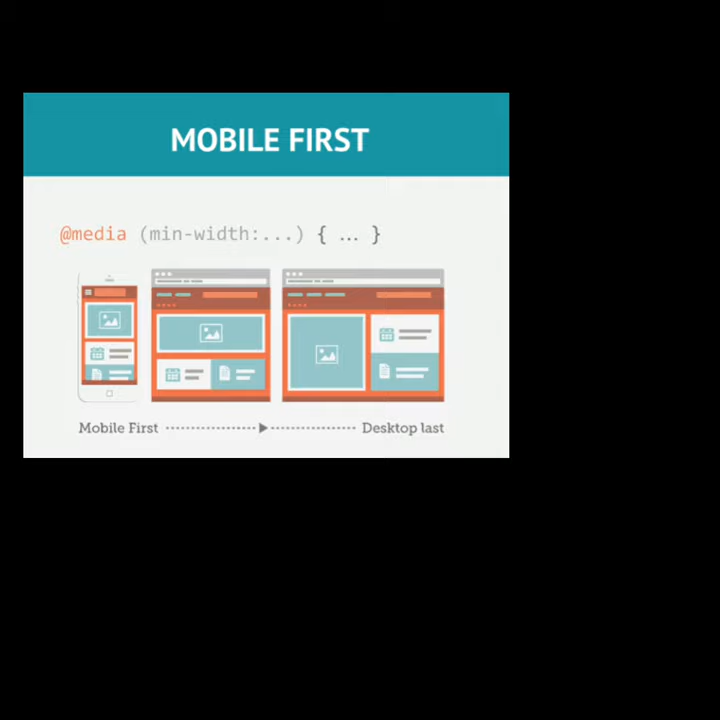 MOBILE FIRST
@media (min-width:...) { ... }
Mobile First
Desktop last